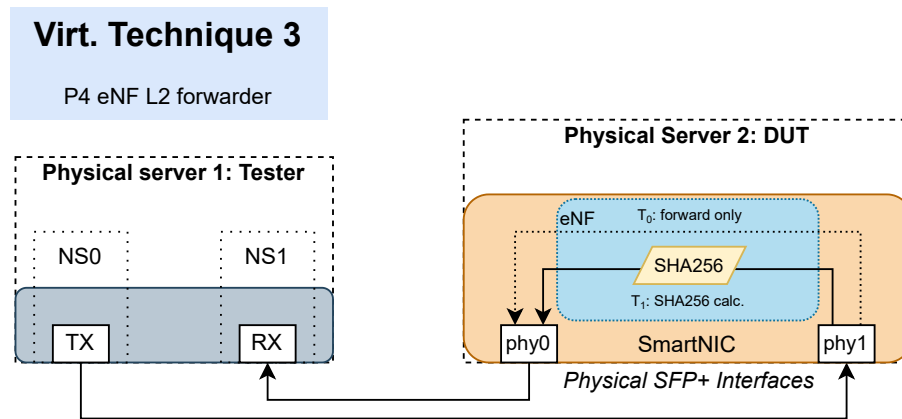 Virt. Technique 3
P4 eNF L2 forwarder
Physical server 1: Tester
NS0
NS1
TX
RX
Physical Server 2: DUT
eNF
T0: forward only
SHA256
T1: SHA256 calc.
phy0
SmartNIC
phy1
Physical SFP+ Interfaces